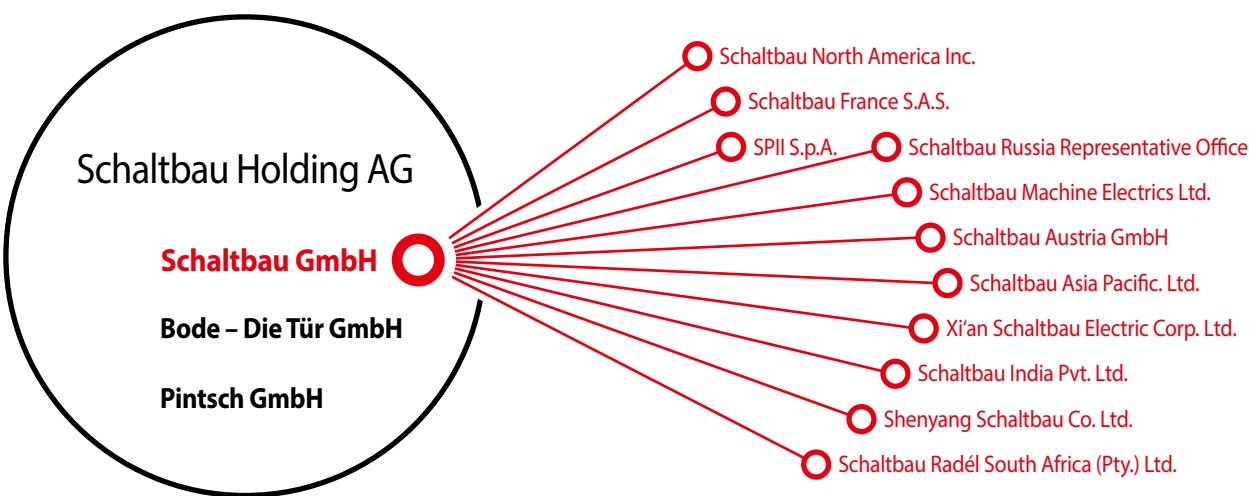 Schaltbau Holding AG
Schaltbau GmbH
Bode – Die Tür GmbH
Pintsch GmbH
Schaltbau North America Inc.
Schaltbau France S.A.S.
SPII S.p.A.
Schaltbau Russia Representative Office
Schaltbau Machine Electrics Ltd.
Schaltbau Austria GmbH
Schaltbau Asia Pacific. Ltd.
Xi’an Schaltbau Electric Corp. Ltd.
Schaltbau India Pvt. Ltd.
Shenyang Schaltbau Co. Ltd.
Schaltbau Radél South Africa (Pty.) Ltd.